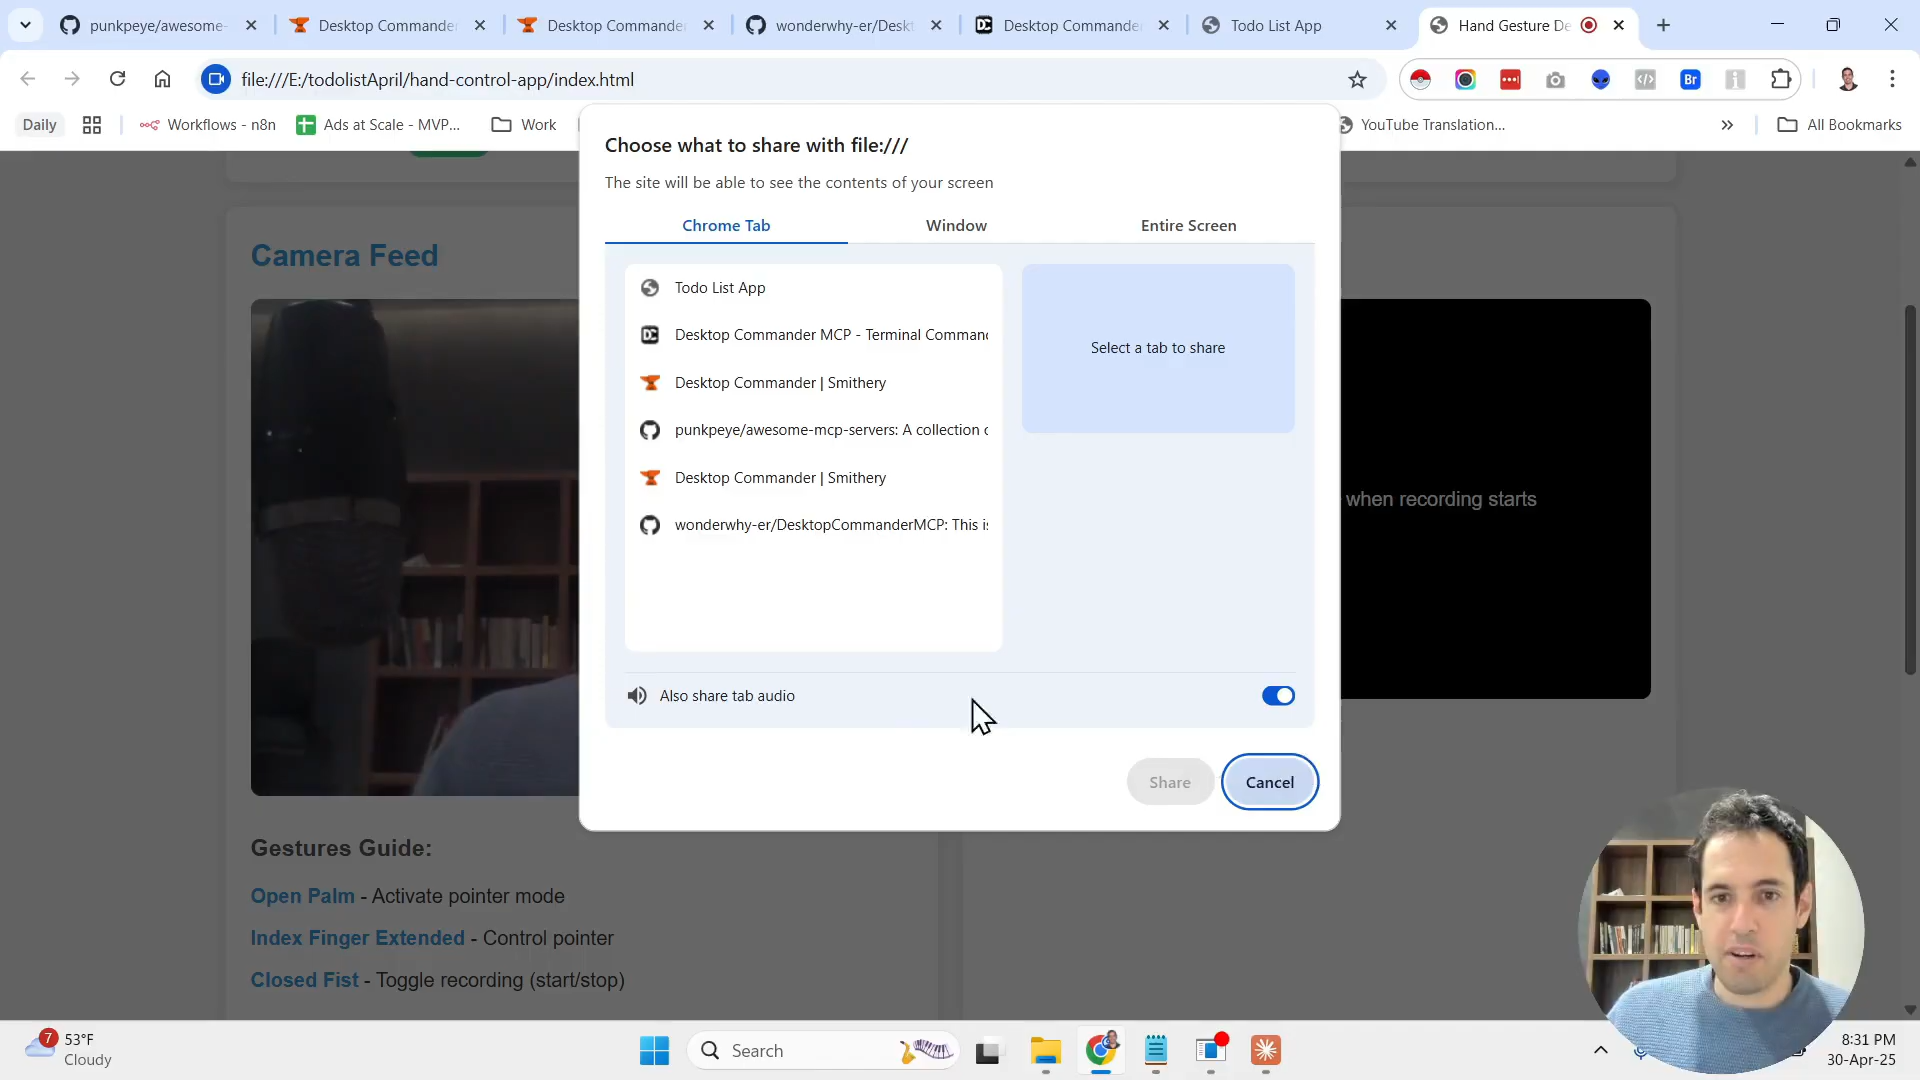 punkpeye/awesome-
Desktop Commander
Desktop Commande
wonderwhy-er/Deskt
Desktop Commande
Todo List App
Hand Gesture De
file:///E:/todolistApril/hand-control-app/index.html
Br
Daily
Workflows - n8n
Ads at Scale - MVP...
Work
YouTube Translation...
All Bookmarks
Choose what to share with file:///
The site will be able to see the contents of your screen
Chrome Tab
Window
Entire Screen
Todo List App
Desktop Commander MCP - Terminal Comman
Desktop Commander | Smithery
punkpeye/awesome-mcp-servers: A collection
Desktop Commander | Smithery
wonderwhy-er/DesktopCommanderMCP: This i
Select a tab to share
Also share tab audio
Share
Cancel
Camera Feed
when recording starts
Gestures Guide:
Open Palm - Activate pointer mode
Index Finger Extended - Control pointer
Closed Fist - Toggle recording (start/stop)
7
53°F
Cloudy
Search
8:31 PM
30-Apr-25